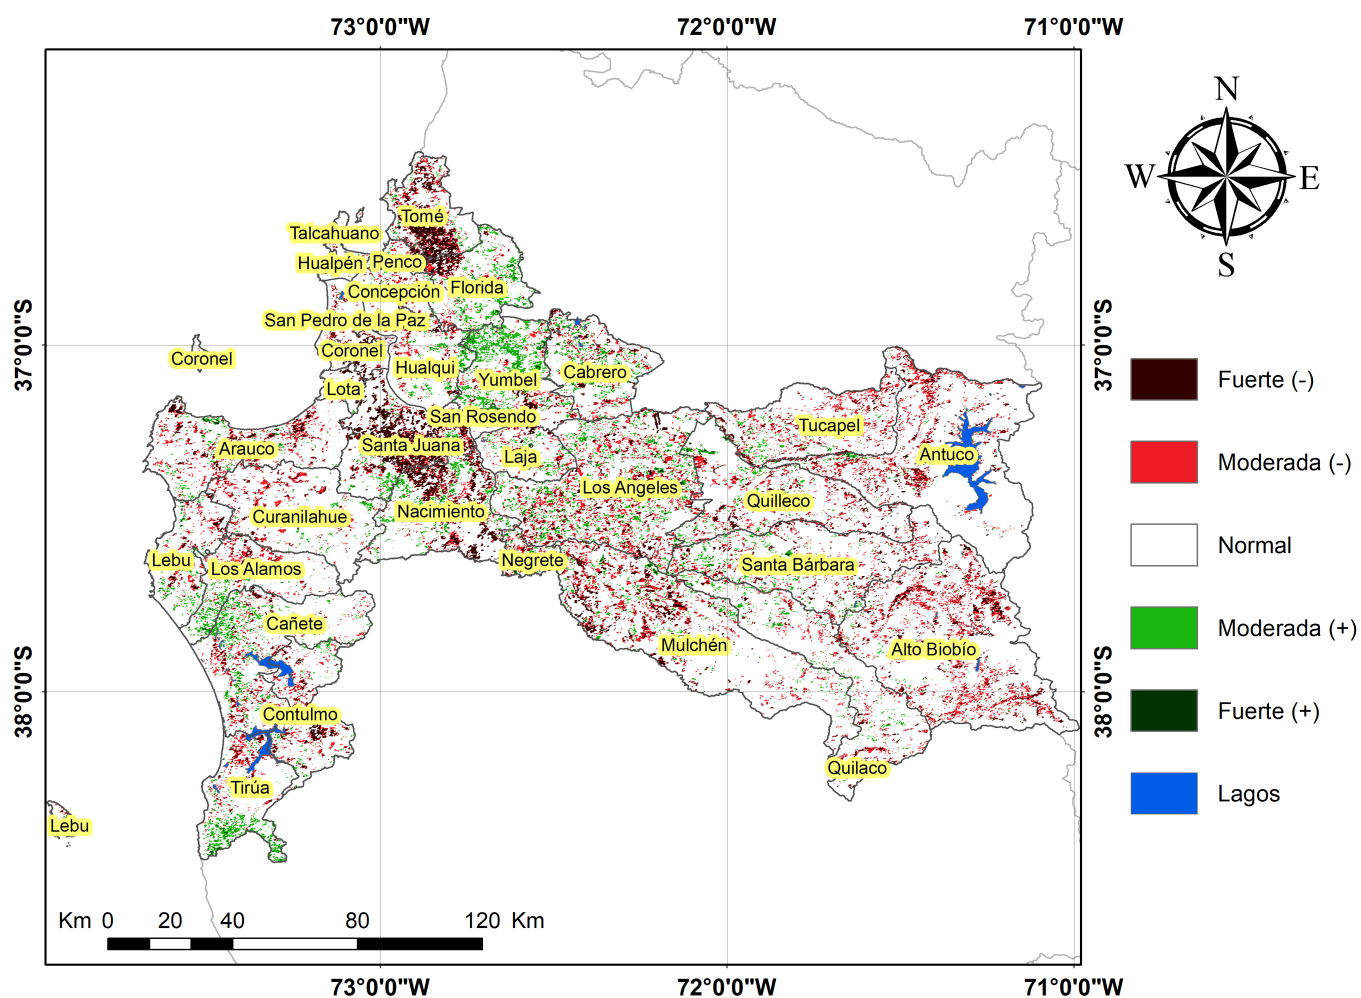 73°0'0"W
72°0'0"W
71°0'0"W
N
W
E
S
37°0'0"S
37°0'0"S
38°0'0"S
38°0'0"S
Tomé
Talcahuano
Hualpén
Penco
Concepción
Florida
San Pedro de la Paz
Coronel
Coronel
Hualqui
Yumbel
Cabrero
Lota
San Rosendo
Tucapel
Arauco
Santa Juana
Laja
Antuco
Los Angeles
Quilleco
Curanilahue
Nacimiento
Lebu
Los Alamos
Negrete
Santa Bárbara
Cañete
Mulchén
Alto Biobío
Contulmo
Quilaco
Tirúa
Lebu
Fuerte (-)
Moderada (-)
Normal
Moderada (+)
Fuerte (+)
Lagos
Km 0 20 40 80 120 Km
73°0'0"W
72°0'0"W
71°0'0"W